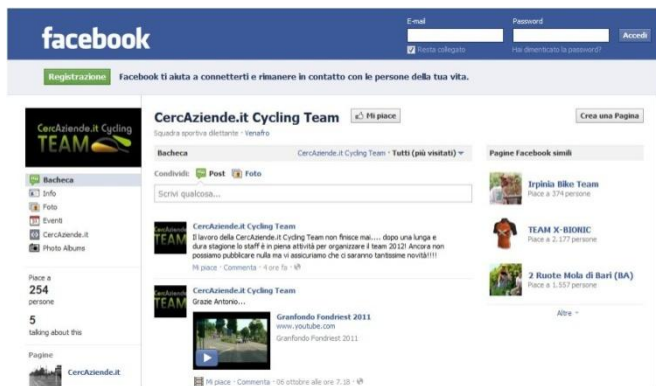 facebook
E-mail
Password
Accedi
Resta collegato
Hai dimenticato la password?
Registrazione
Facebook ti aiuta a connetterti e rimanere in contatto con le persone della tua vita.
CercAziende.it Cycling
TEAM
Bacheca
Info
Foto
Eventi
CercAziende.it
Photo Albums
Piace a
254
persone
5
talking about this
Pagine
CercAziende.it
CercAziende.it Cycling Team
Mi piace
Squadra sportiva dilettante · Venafro
Bacheca
CercAziende.it Cycling Team · Tutti (più visitati)
Condividi: Post Foto
Scrivi qualcosa...
CercAziende.it
TEAM
CercAziende.it Cycling Team
Il lavoro della CercAziende.it Cycling Team non finisce mai.... dopo una lunga e
dura stagione lo staff è in piena attività per organizzare il team 2012! Ancora non
possiamo pubblicare nulla ma vi assicuriamo che ci saranno tantissime novità!!!!
Mi piace · Commenta · 4 ore fa ·
CercAziende.it
TEAM
CercAziende.it Cycling Team
Grazie Antonio...
Granfondo Fondriest 2011
www.youtube.com
Granfondo Fondriest 2011
Mi piace · Commenta · 06 ottobre alle ore 7.18 ·
Crea una Pagina
Pagine Facebook simili
Irpinia Bike Team
Piace a 374 persone
TEAM X-BIONIC
Piace a 2.177 persone
2 Ruote Mola di Bari (BA)
Piace a 1.557 persone
Altre